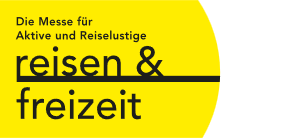 Die Messe für
Aktive und Reiselustige
reisen &
freizeit